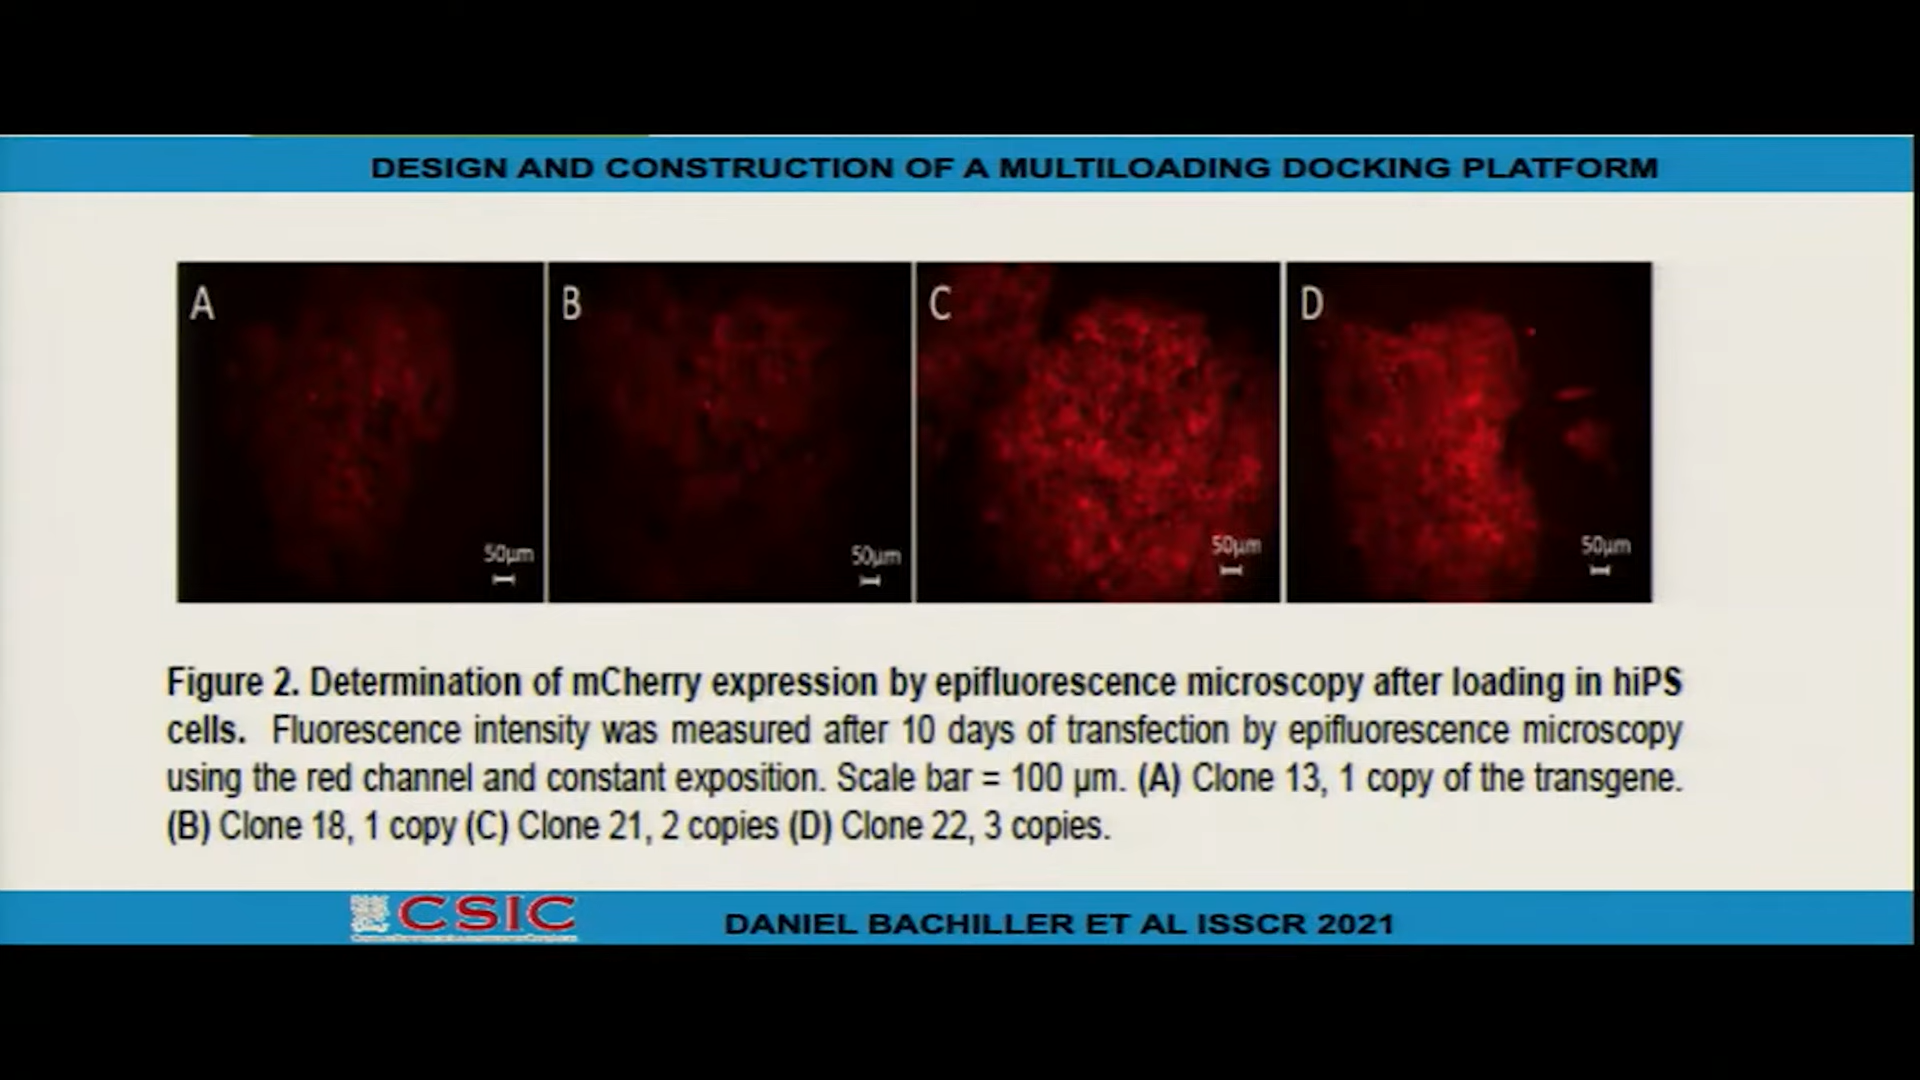 DESIGN AND CONSTRUCTION OF A MULTILOADING DOCKING PLATFORM
A B C D
50µm 50µm 50µm 50µm
Figure 2. Determination of mCherry expression by epifluorescence microscopy after loading in hiPS
cells. Fluorescence intensity was measured after 10 days of transfection by epifluorescence microscopy
using the red channel and constant exposition. Scale bar = 100 µm. (A) Clone 13, 1 copy of the transgene.
(B) Clone 18, 1 copy (C) Clone 21, 2 copies (D) Clone 22, 3 copies.
CSIC
DANIEL BACHILLER ET AL ISSCR 2021